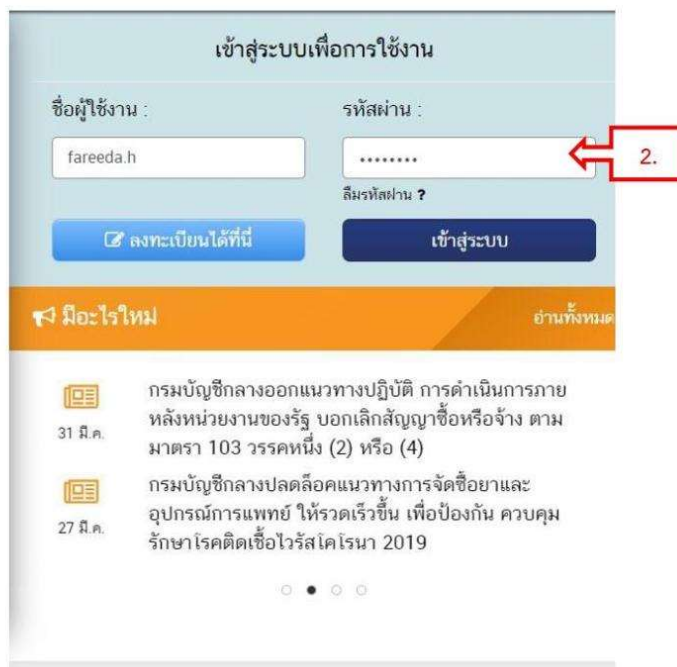 เข้าสู่ระบบเพื่อการใช้งาน
ชื่อผู้ใช้งาน : รหัสผ่าน :
fareeda.h ........ 2.
ลืมรหัสผ่าน ?
ลงทะเบียนได้ที่นี่ เข้าสู่ระบบ
มีอะไรใหม่ อ่านทั้งหมด
กรมบัญชีกลางออกแนวทางปฏิบัติ การดำเนินการภาย
หลังหน่วยงานของรัฐ บอกเลิกสัญญาซื้อหรือจ้าง ตาม
31 มี.ค. มาตรา 103 วรรคหนึ่ง (2) หรือ (4)
กรมบัญชีกลางปลดล็อคแนวทางการจัดซื้อยาและ
อุปกรณ์การแพทย์ ให้รวดเร็วขึ้น เพื่อป้องกัน ควบคุม
27 มี.ค. รักษาโรคติดเชื้อไวรัสโคโรนา 2019